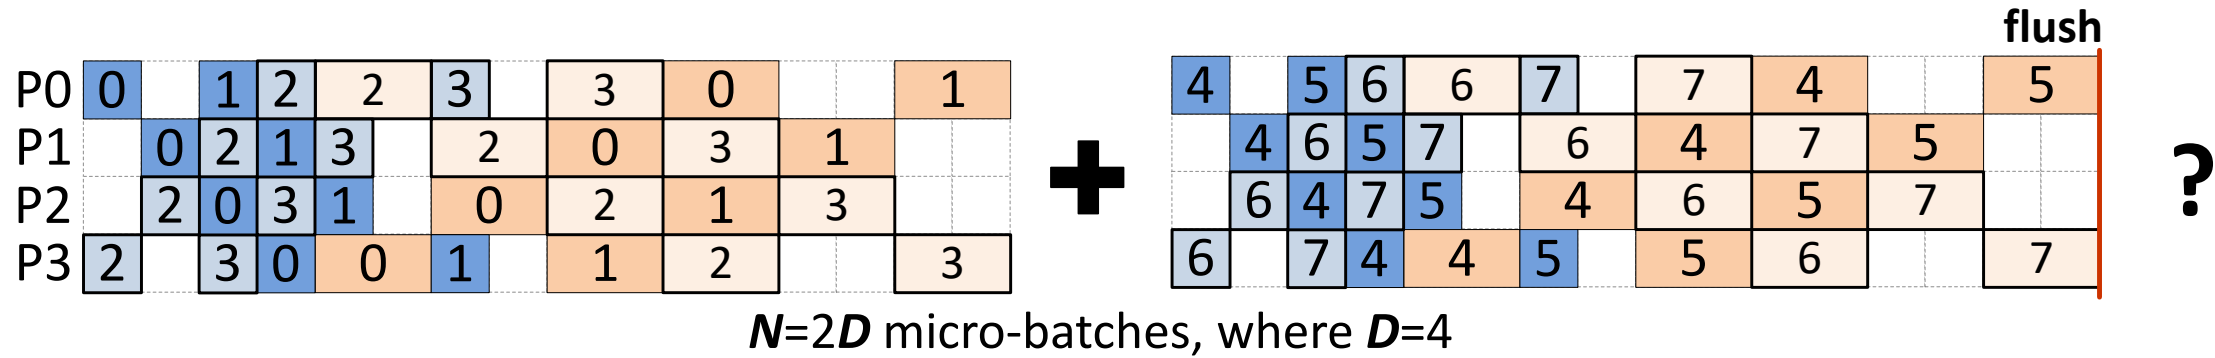 flush
P0 0 1 2 2 3 3 0 1 4 5 6 6 7 7 4 5
P1 0 2 1 3 2 0 3 1 4 6 5 7 6 4 7 5
P2 2 0 3 1 0 2 1 3 6 4 7 5 4 6 5 7
P3 2 3 0 0 1 1 2 3 6 7 4 4 5 5 6 7
+ ?
N=2D micro-batches, where D=4